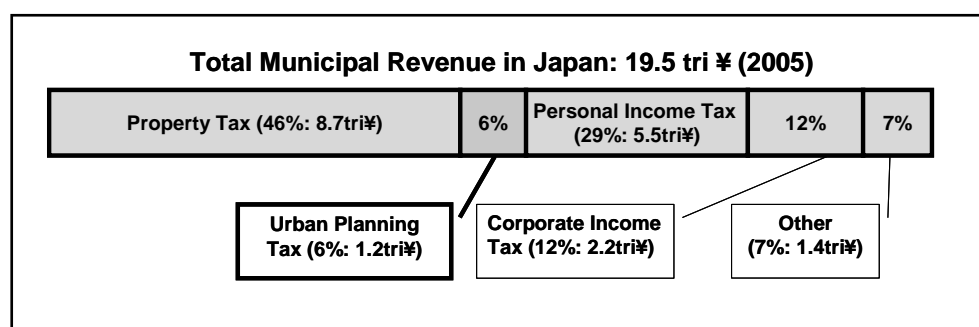 Total Municipal Revenue in Japan: 19.5 tri ¥ (2005)
Property Tax (46%: 8.7tri¥)
6%
Personal Income Tax
(29%: 5.5tri¥)
12%
7%
Urban Planning
Tax (6%: 1.2tri¥)
Corporate Income
Tax (12%: 2.2tri¥)
Other
(7%: 1.4tri¥)